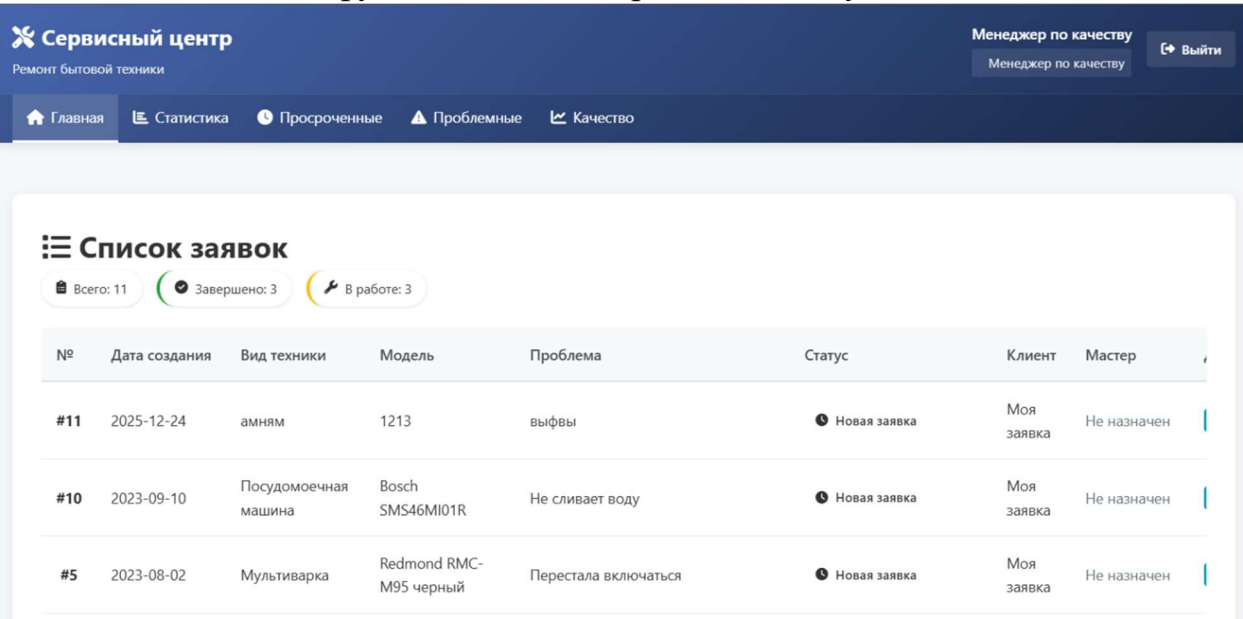 Сервисный центр
Ремонт бытовой техники
Менеджер по качеству
Менеджер по качеству
Выйти
Главная Статистика Просроченные Проблемные Качество
Список заявок
Всего: 11 Завершено: 3 В работе: 3
№ Дата создания Вид техники Модель Проблема Статус Клиент Мастер
#11 2025-12-24 амням 1213 выфвы Новая заявка Моя заявка Не назначен
#10 2023-09-10 Посудомоечная машина Bosch SMS46MI01R Не сливает воду Новая заявка Моя заявка Не назначен
#5 2023-08-02 Мультиварка Redmond RMC-M95 черный Перестала включаться Новая заявка Моя заявка Не назначен